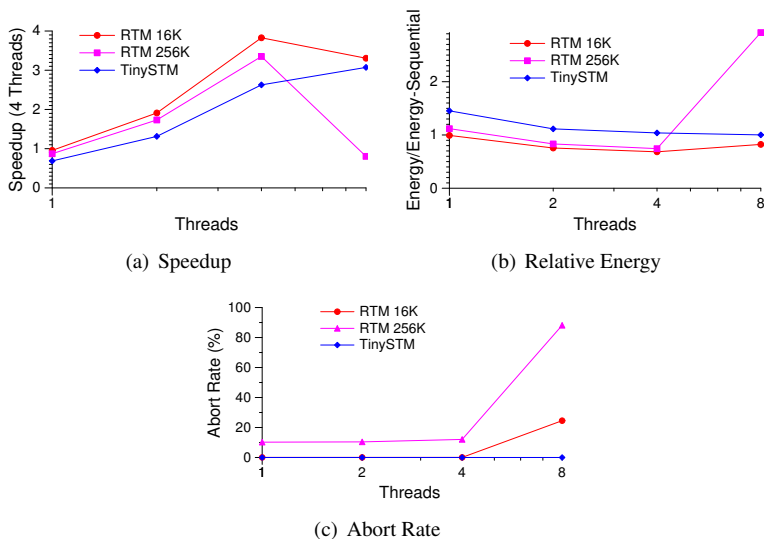 Speedup (4 Threads)
4
3
2
1
0
RTM 16K
RTM 256K
TinySTM
1
Threads
(a) Speedup
Energy/Energy-Sequential
2
1
0
RTM 16K
RTM 256K
TinySTM
1 2 4 8
Threads
(b) Relative Energy
Abort Rate (%)
100
80
60
40
20
0
RTM 16K
RTM 256K
TinySTM
1 2 4 8
Threads
(c) Abort Rate